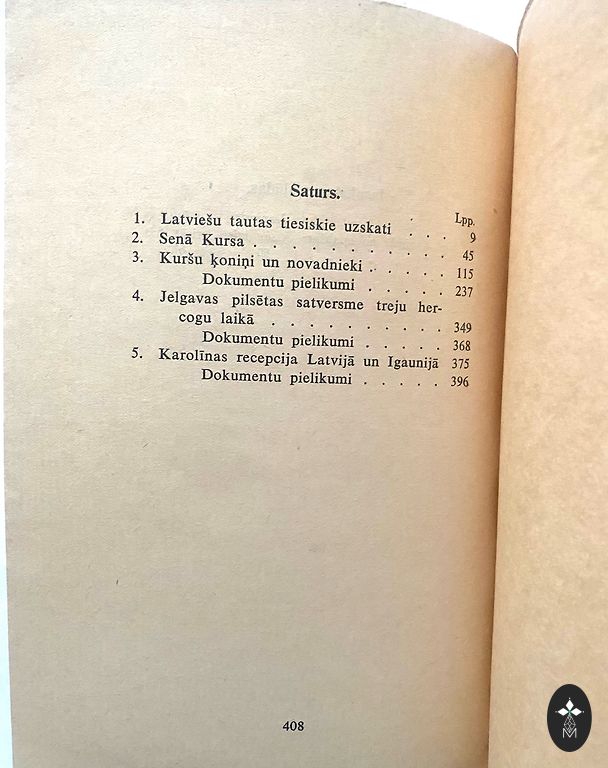 Saturs.
Lpp.
1. Latviešu tautas tiesiskie uzskati . . . 9
2. Senā Kursa . . . . . . . . . . 45
3. Kuršu ķoniņi un novadnieki . . . . 115
Dokumentu pielikumi . . . . 237
4. Jelgavas pilsētas satversme treju her-
cogu laikā . . . . . . . . . 349
Dokumentu pielikumi . . . . 368
5. Karolīnas recepcija Latvijā un Igaunijā 375
Dokumentu pielikumi . . . . 396
408
M